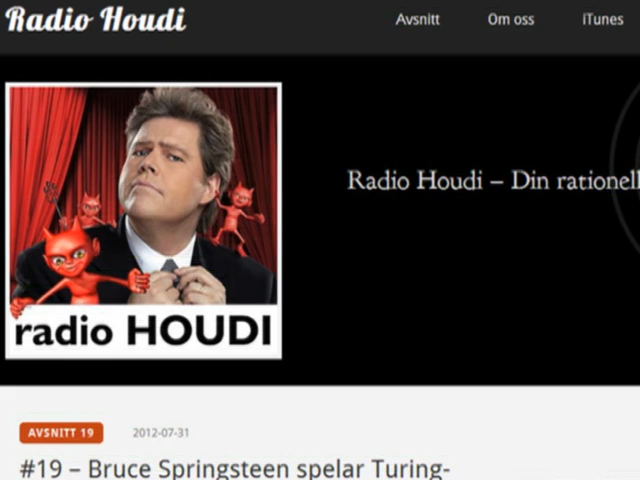 Radio Houdi
Avsnitt Om oss iTunes
Radio Houdi – Din rationell
radio HOUDI
AVSNITT 19 2012-07-31
#19 – Bruce Springsteen spelar Turing-